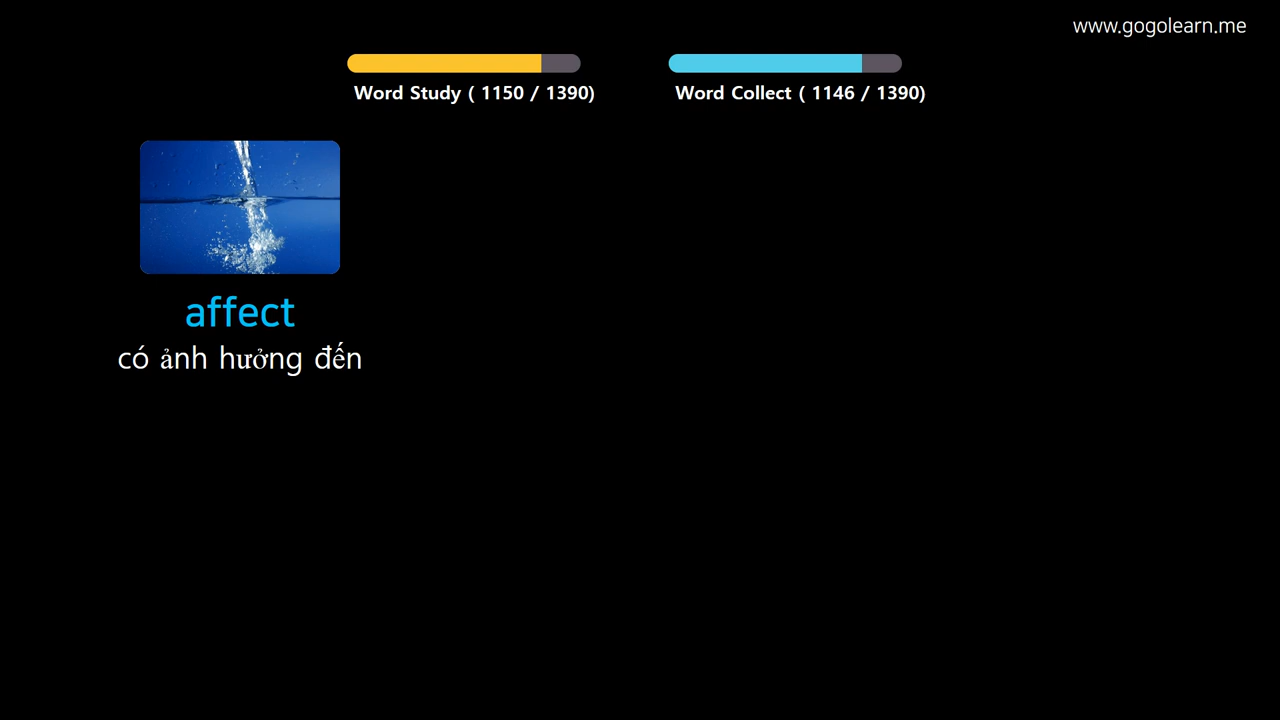 www.gogolearn.me
Word Study ( 1150 / 1390)
Word Collect ( 1146 / 1390)
affect
có ảnh hưởng đến